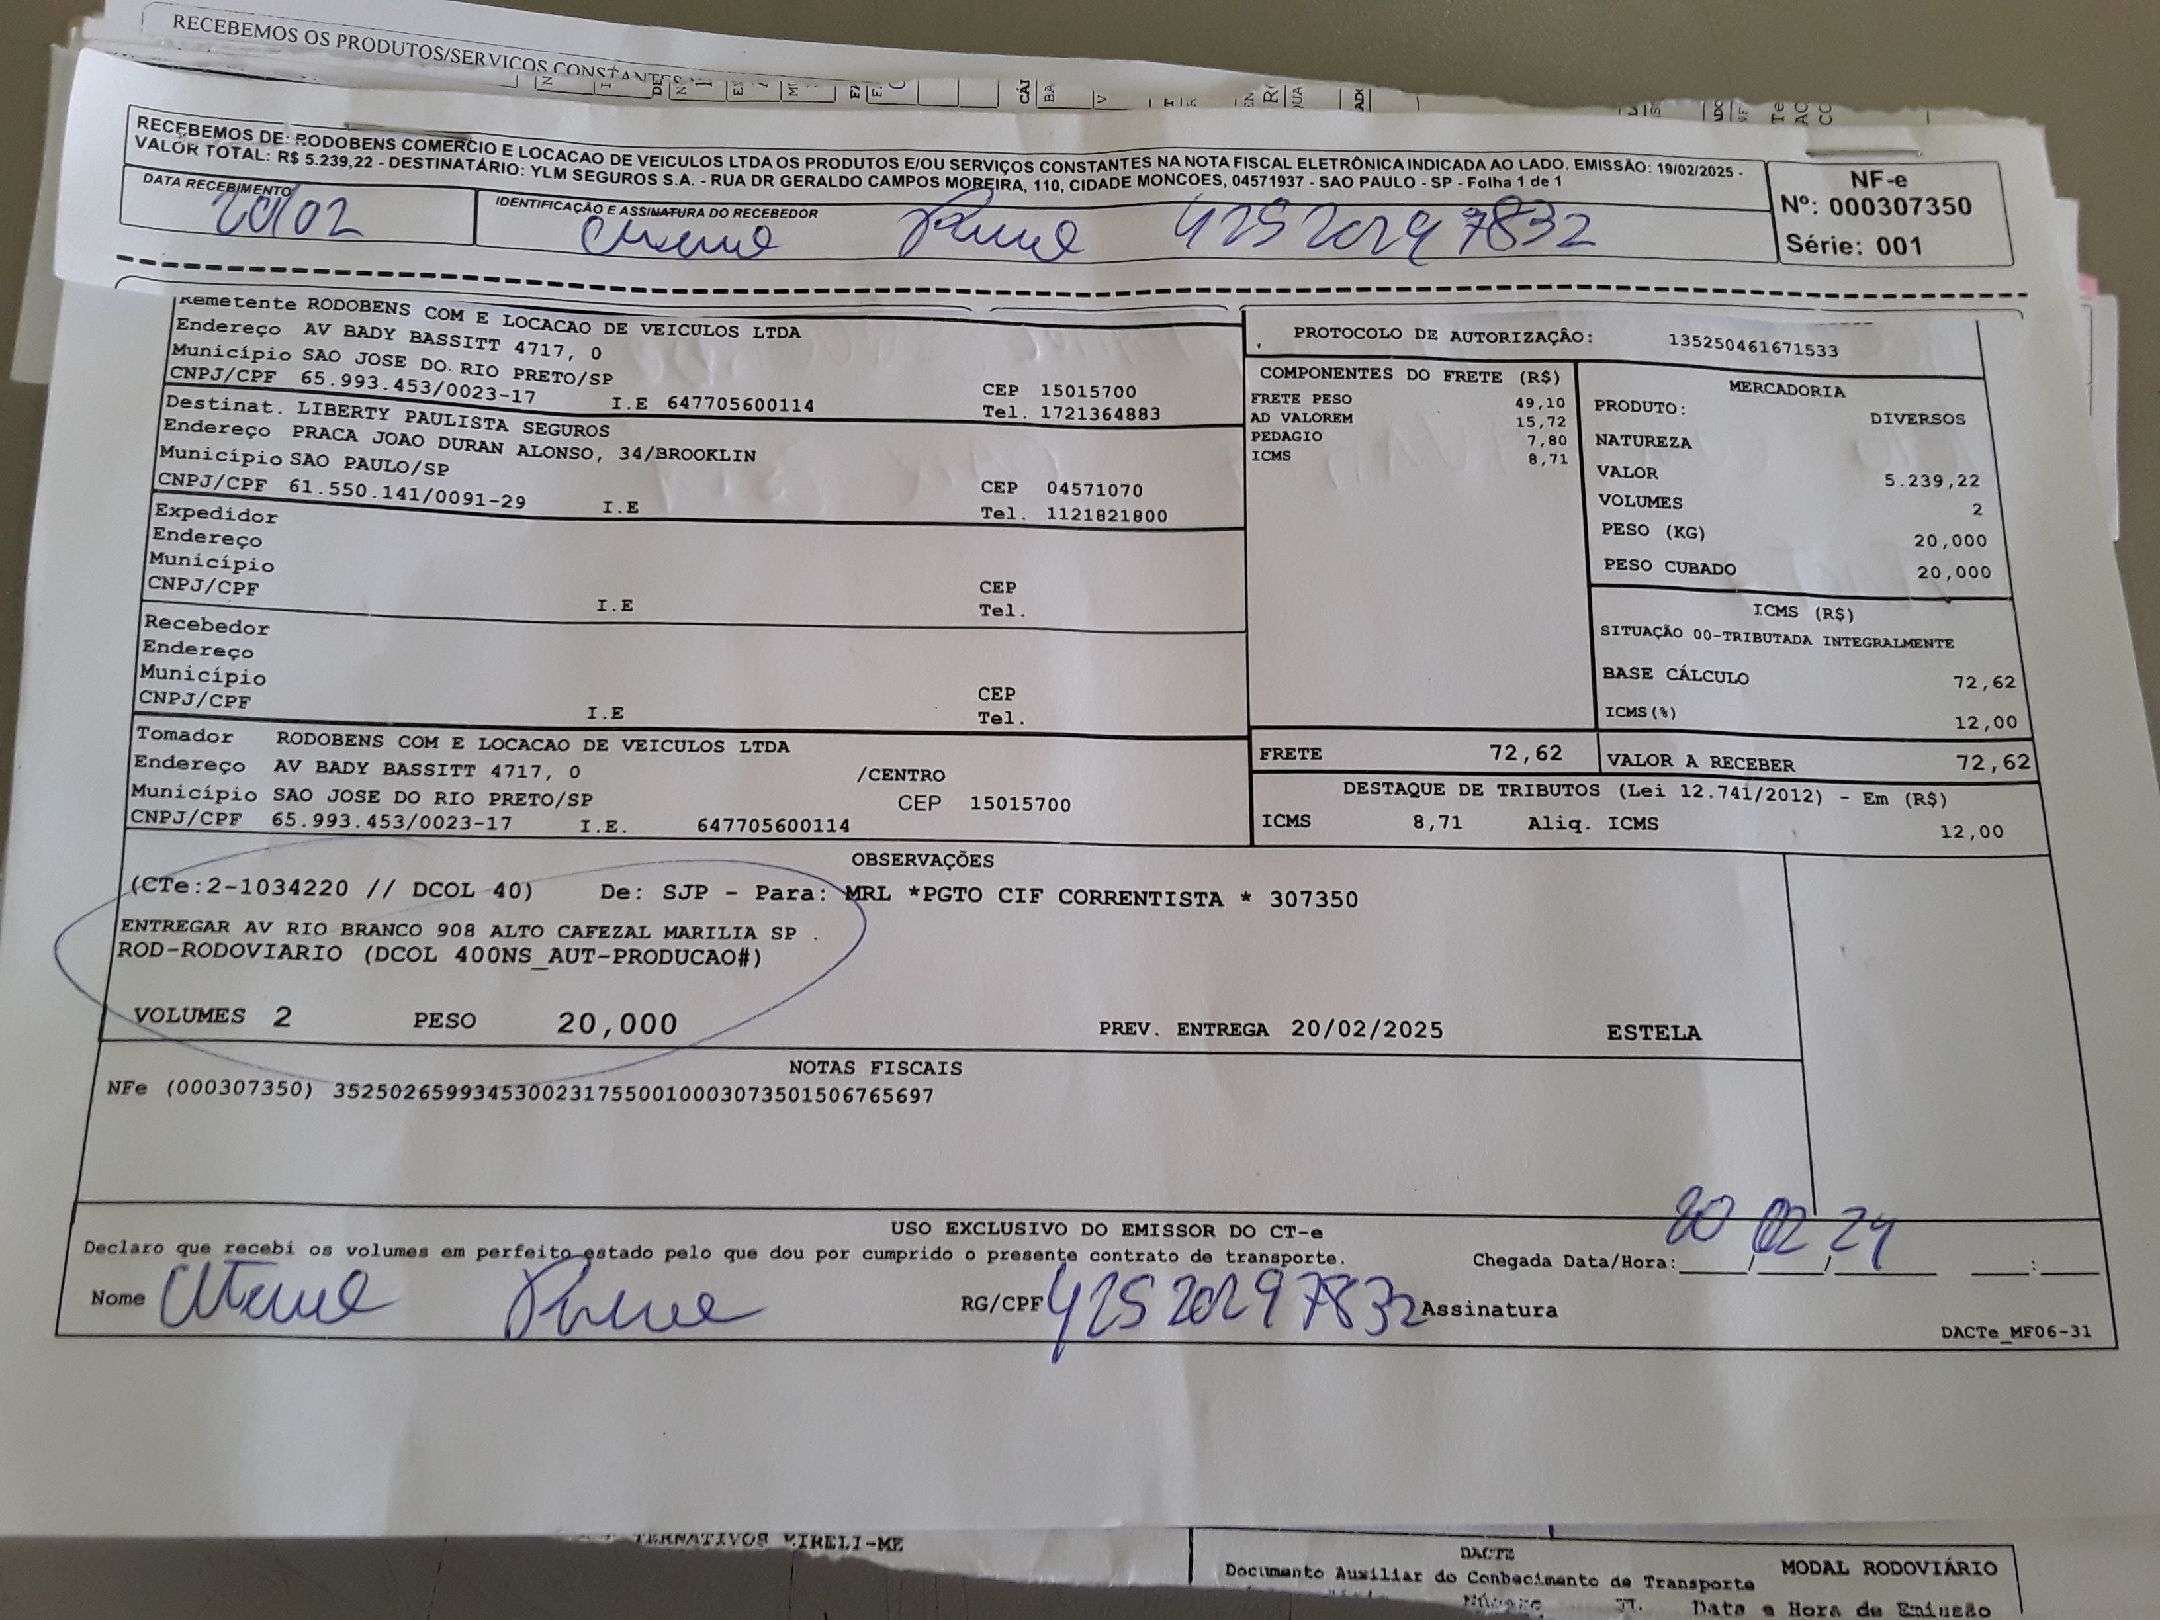 RECEBEMOS OS PRODUTOS/SERVICOS CONSTANTES
RECEBEMOS DE: RODOBENS COMERCIO E LOCACAO DE VEICULOS LTDA OS PRODUTOS E/OU SERVIÇOS CONSTANTES NA NOTA FISCAL ELETRÔNICA INDICADA AO LADO. EMISSÃO: 19/02/2025 -
VALOR TOTAL: R$ 5.239,22 - DESTINATÁRIO: YLM SEGUROS S.A. - RUA DR GERALDO CAMPOS MOREIRA, 110, CIDADE MONCOES, 04571937 - SAO PAULO - SP - Folha 1 de 1
NF-e
Nº: 000307350
Série: 001
DATA RECEBIMENTO
20/02
IDENTIFICAÇÃO E ASSINATURA DO RECEBEDOR
42520297832
Remetente RODOBENS COM E LOCACAO DE VEICULOS LTDA
Endereço AV BADY BASSITT 4717, 0
Município SAO JOSE DO RIO PRETO/SP CEP 15015700
CNPJ/CPF 65.993.453/0023-17 I.E 647705600114 Tel. 1721364883
Destinat. LIBERTY PAULISTA SEGUROS
Endereço PRACA JOAO DURAN ALONSO, 34/BROOKLIN
Município SAO PAULO/SP CEP 04571070
CNPJ/CPF 61.550.141/0091-29 I.E Tel. 1121821800
Expedidor
Endereço
Município CEP
CNPJ/CPF I.E Tel.
Recebedor
Endereço
Município CEP
CNPJ/CPF I.E Tel.
Tomador RODOBENS COM E LOCACAO DE VEICULOS LTDA
Endereço AV BADY BASSITT 4717, 0 /CENTRO
Município SAO JOSE DO RIO PRETO/SP CEP 15015700
CNPJ/CPF 65.993.453/0023-17 I.E. 647705600114
PROTOCOLO DE AUTORIZAÇÃO: 135250461671533
COMPONENTES DO FRETE (R$)
FRETE PESO 49,10
AD VALOREM 15,72
PEDAGIO 7,80
ICMS 8,71
MERCADORIA
PRODUTO: DIVERSOS
NATUREZA
VALOR 5.239,22
VOLUMES 2
PESO (KG) 20,000
PESO CUBADO 20,000
ICMS (R$)
SITUAÇÃO 00-TRIBUTADA INTEGRALMENTE
BASE CÁLCULO 72,62
ICMS(%) 12,00
FRETE 72,62 VALOR A RECEBER 72,62
DESTAQUE DE TRIBUTOS (Lei 12.741/2012) - Em (R$)
ICMS 8,71 Aliq. ICMS 12,00
OBSERVAÇÕES
(CTe:2-1034220 // DCOL 40) De: SJP - Para: MRL *PGTO CIF CORRENTISTA * 307350
ENTREGAR AV RIO BRANCO 908 ALTO CAFEZAL MARILIA SP .
ROD-RODOVIARIO (DCOL 400NS_AUT-PRODUCAO#)
VOLUMES 2 PESO 20,000 PREV. ENTREGA 20/02/2025 ESTELA
NOTAS FISCAIS
NFe (000307350) 35250265993453002317550010003073501506765697
USO EXCLUSIVO DO EMISSOR DO CT-e
Declaro que recebi os volumes em perfeito estado pelo que dou por cumprido o presente contrato de transporte. Chegada Data/Hora: 20/02/24 :
Nome RG/CPF 42520297832 Assinatura
DACTe_MF06-31
DACTE
MODAL RODOVIÁRIO
Documento Auxiliar do Conhecimento de Transporte
Data e Hora de Emissão